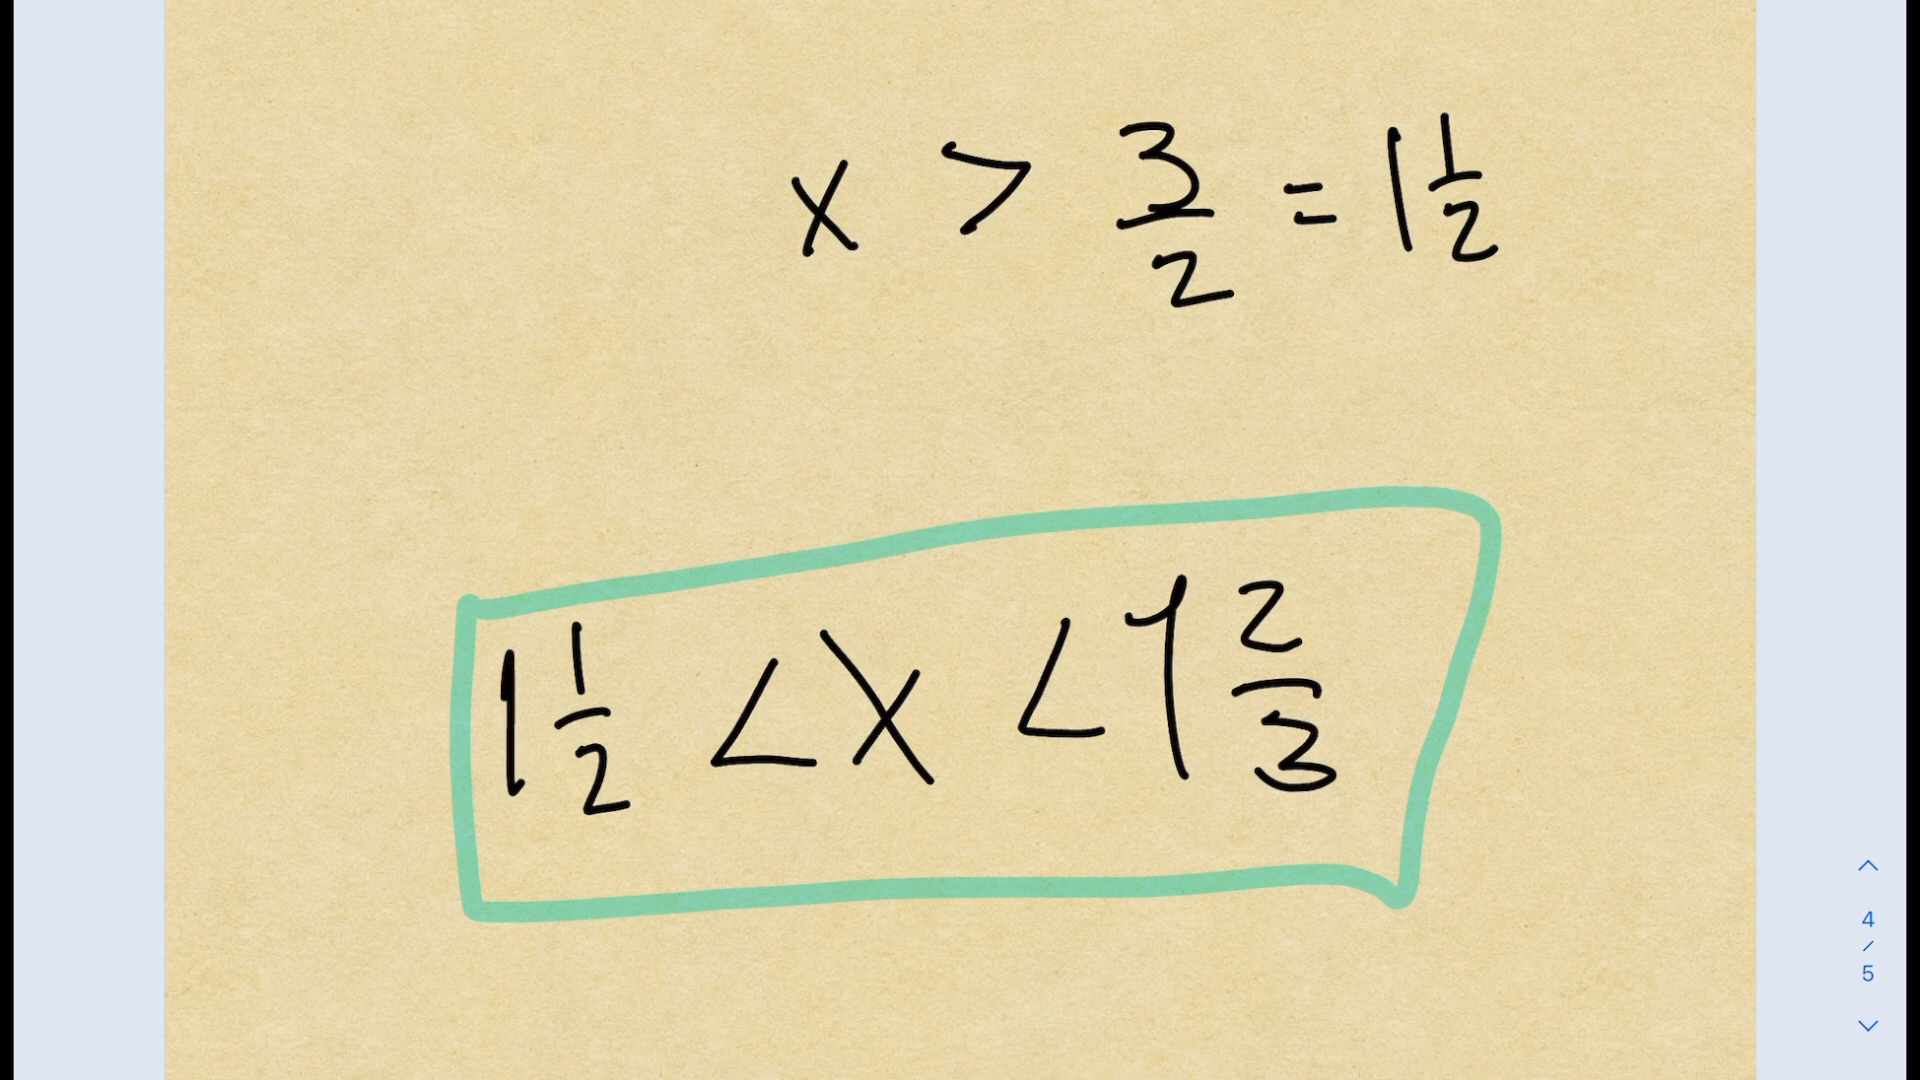 x > 3/2 = 1 1/2
1 1/2 < x < 1 2/3
4
/
5